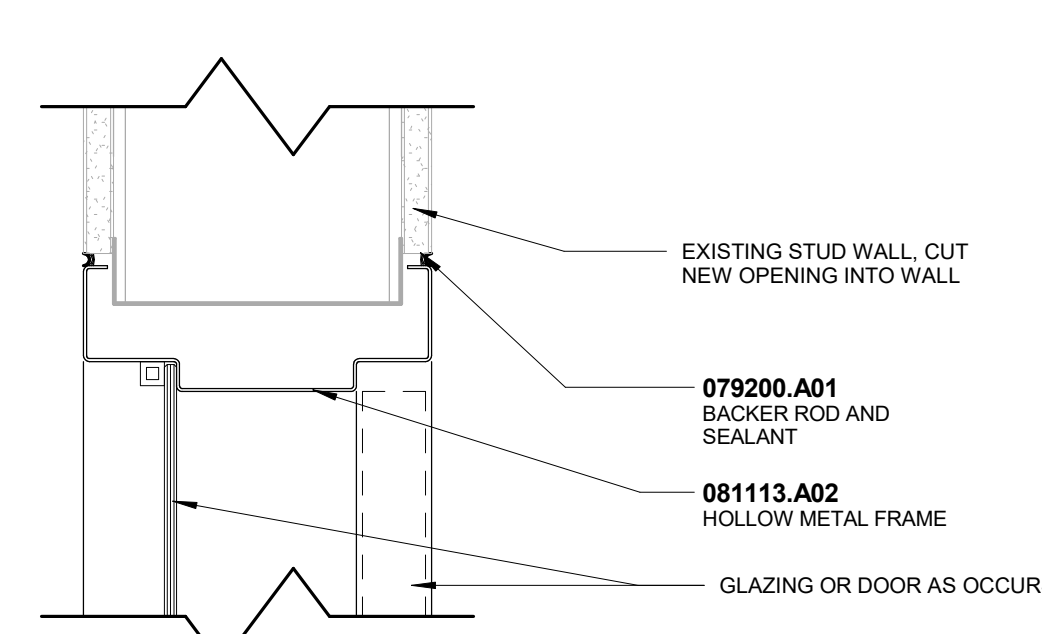 EXISTING STUD WALL, CUT
NEW OPENING INTO WALL
079200.A01
BACKER ROD AND
SEALANT
081113.A02
HOLLOW METAL FRAME
GLAZING OR DOOR AS OCCUR